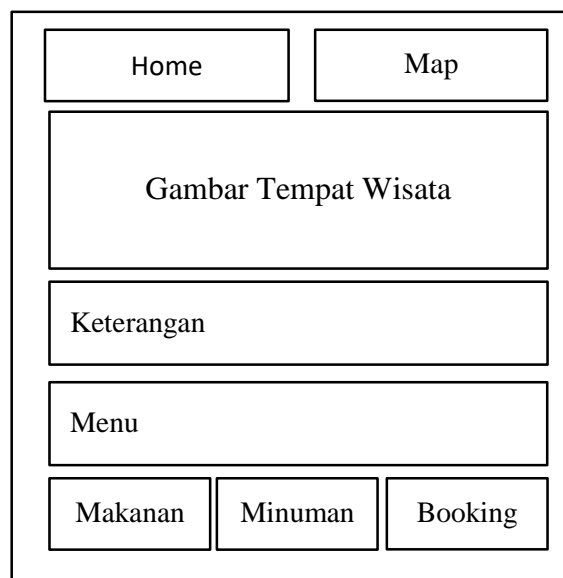 Home
Map
Gambar Tempat Wisata
Keterangan
Menu
Makanan
Minuman
Booking